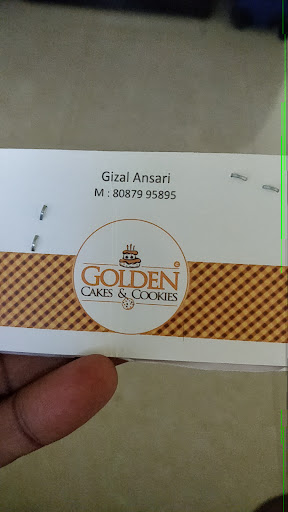 Gizal Ansari
M : 80879 95895
GOLDEN
CAKES & COOKIES